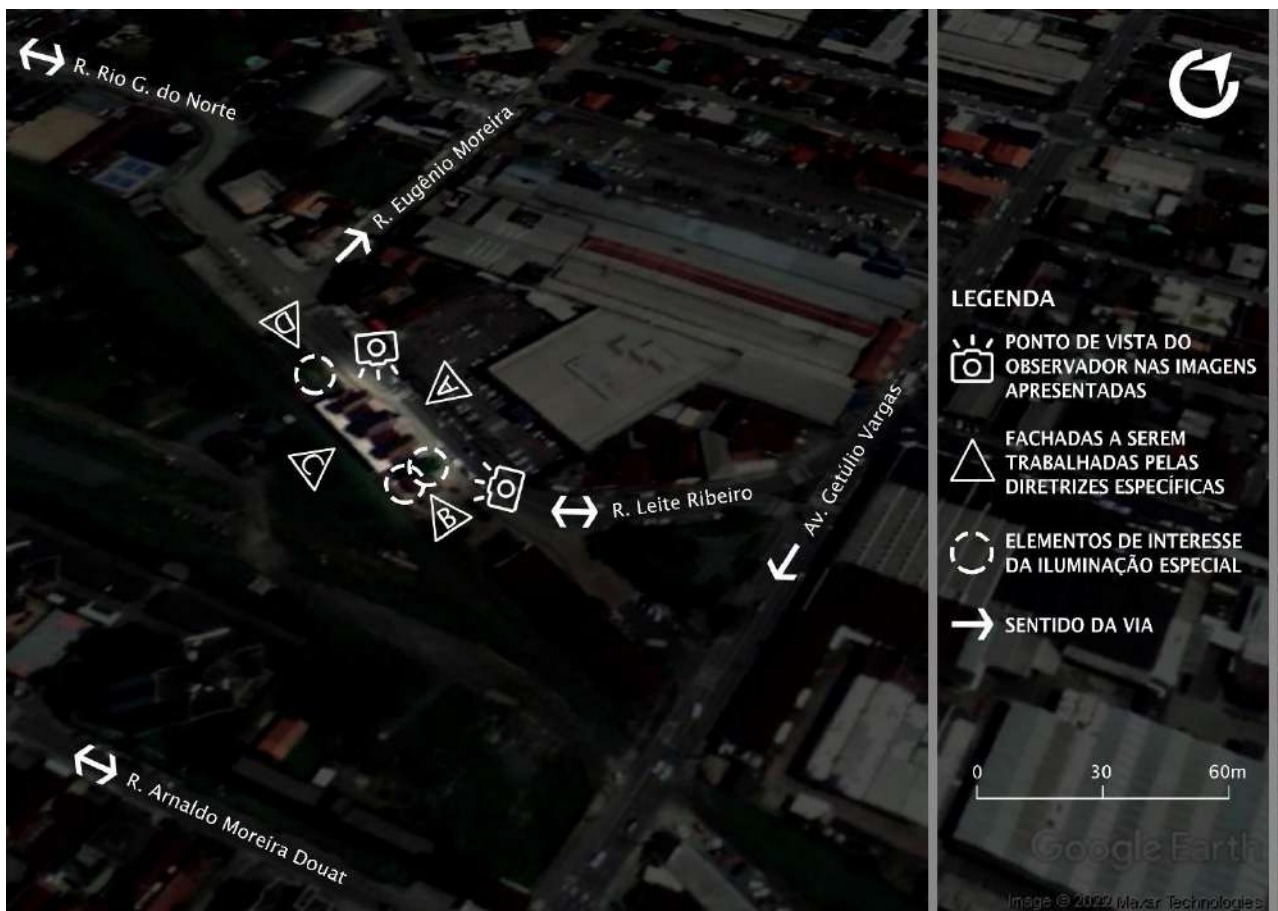 R. Rio G. do Norte
R. Eugênio Moreira
D
A
C
B
R. Leite Ribeiro
Av. Getúlio Vargas
R. Arnaldo Moreira Douat
LEGENDA
PONTO DE VISTA DO
OBSERVADOR NAS IMAGENS
APRESENTADAS
FACHADAS A SEREM
TRABALHADAS PELAS
DIRETRIZES ESPECÍFICAS
ELEMENTOS DE INTERESSE
DA ILUMINAÇÃO ESPECIAL
SENTIDO DA VIA
0 30 60m
Google Earth
Image © 2022 Maxar Technologies